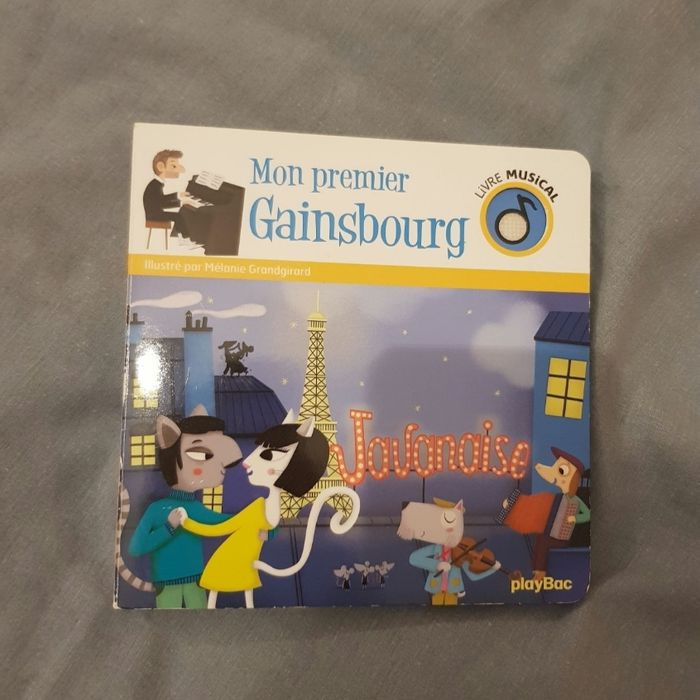 Mon premier
Gainsbourg
LiVRE MUSiCAL
Illustré par Mélanie Grandgirard
Javanaise
playBac